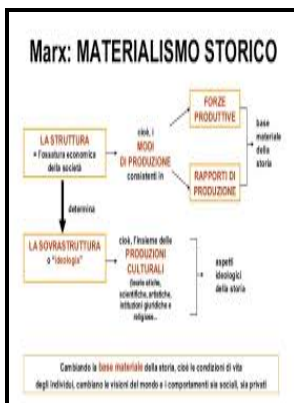 Marx: MATERIALISMO STORICO
FORZE
PRODUTTIVE
LA STRUTTURA
= l'ossatura economica
della società
cioè, i
MODI
DI PRODUZIONE
consistenti in
base
materiale
della
storia
RAPPORTI DI
PRODUZIONE
determina
LA SOVRASTRUTTURA
o "ideologia"
cioè, l'insieme delle
PRODUZIONI
CULTURALI
(teorie etiche,
scientifiche, artistiche,
istituzioni giuridiche e
religiose...
aspetti
ideologici
della storia
Cambiando la base materiale della storia, cioè le condizioni di vita
degli individui, cambiano le visioni del mondo e i comportamenti sia sociali, sia privati